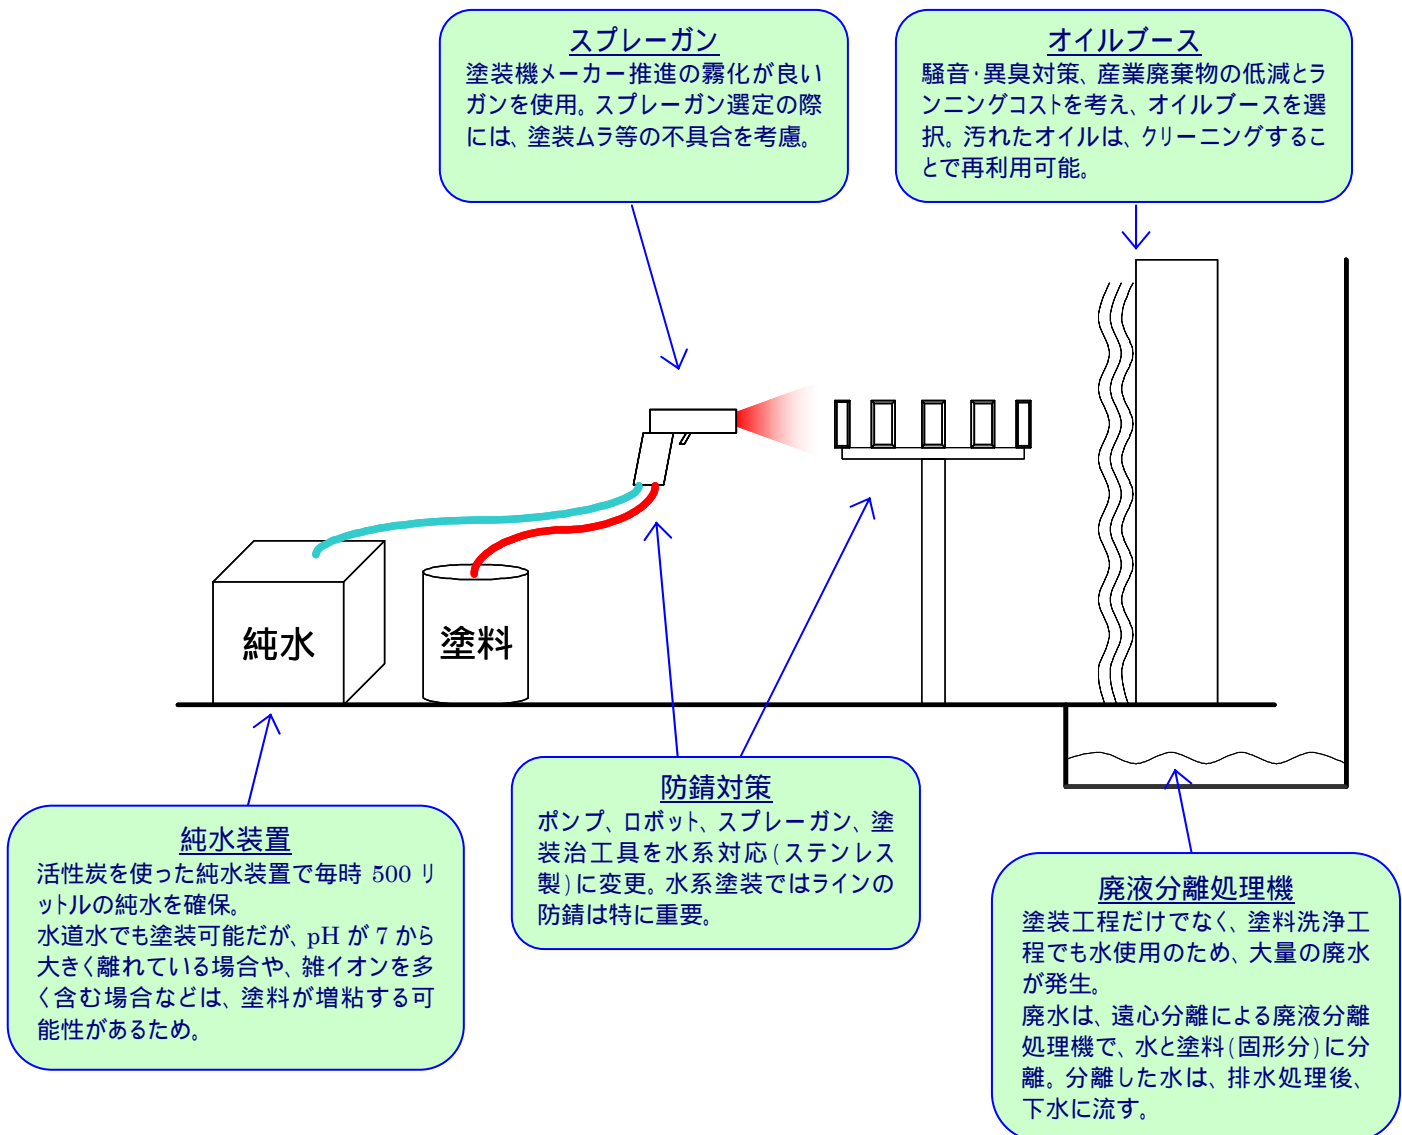 スプレーガン
塗装機メーカー推進の霧化が良い
ガンを使用。スプレーガン選定の際
には、塗装ムラ等の不具合を考慮。
オイルブース
騒音・異臭対策、産業廃棄物の低減とラ
ンニングコストを考え、オイルブースを選
択。汚れたオイルは、クリーニングするこ
とで再利用可能。
純水
塗料
純水装置
活性炭を使った純水装置で毎時 500 リ
ットルの純水を確保。
水道水でも塗装可能だが、pH が 7 から
大きく離れている場合や、雑イオンを多
く含む場合などは、塗料が増粘する可
能性があるため。
防錆対策
ポンプ、ロボット、スプレーガン、塗
装治工具を水系対応(ステンレス
製)に変更。水系塗装ではラインの
防錆は特に重要。
廃液分離処理機
塗装工程だけでなく、塗料洗浄工
程でも水使用のため、大量の廃水
が発生。
廃水は、遠心分離による廃液分離
処理機で、水と塗料(固形分)に分
離。分離した水は、排水処理後、
下水に流す。